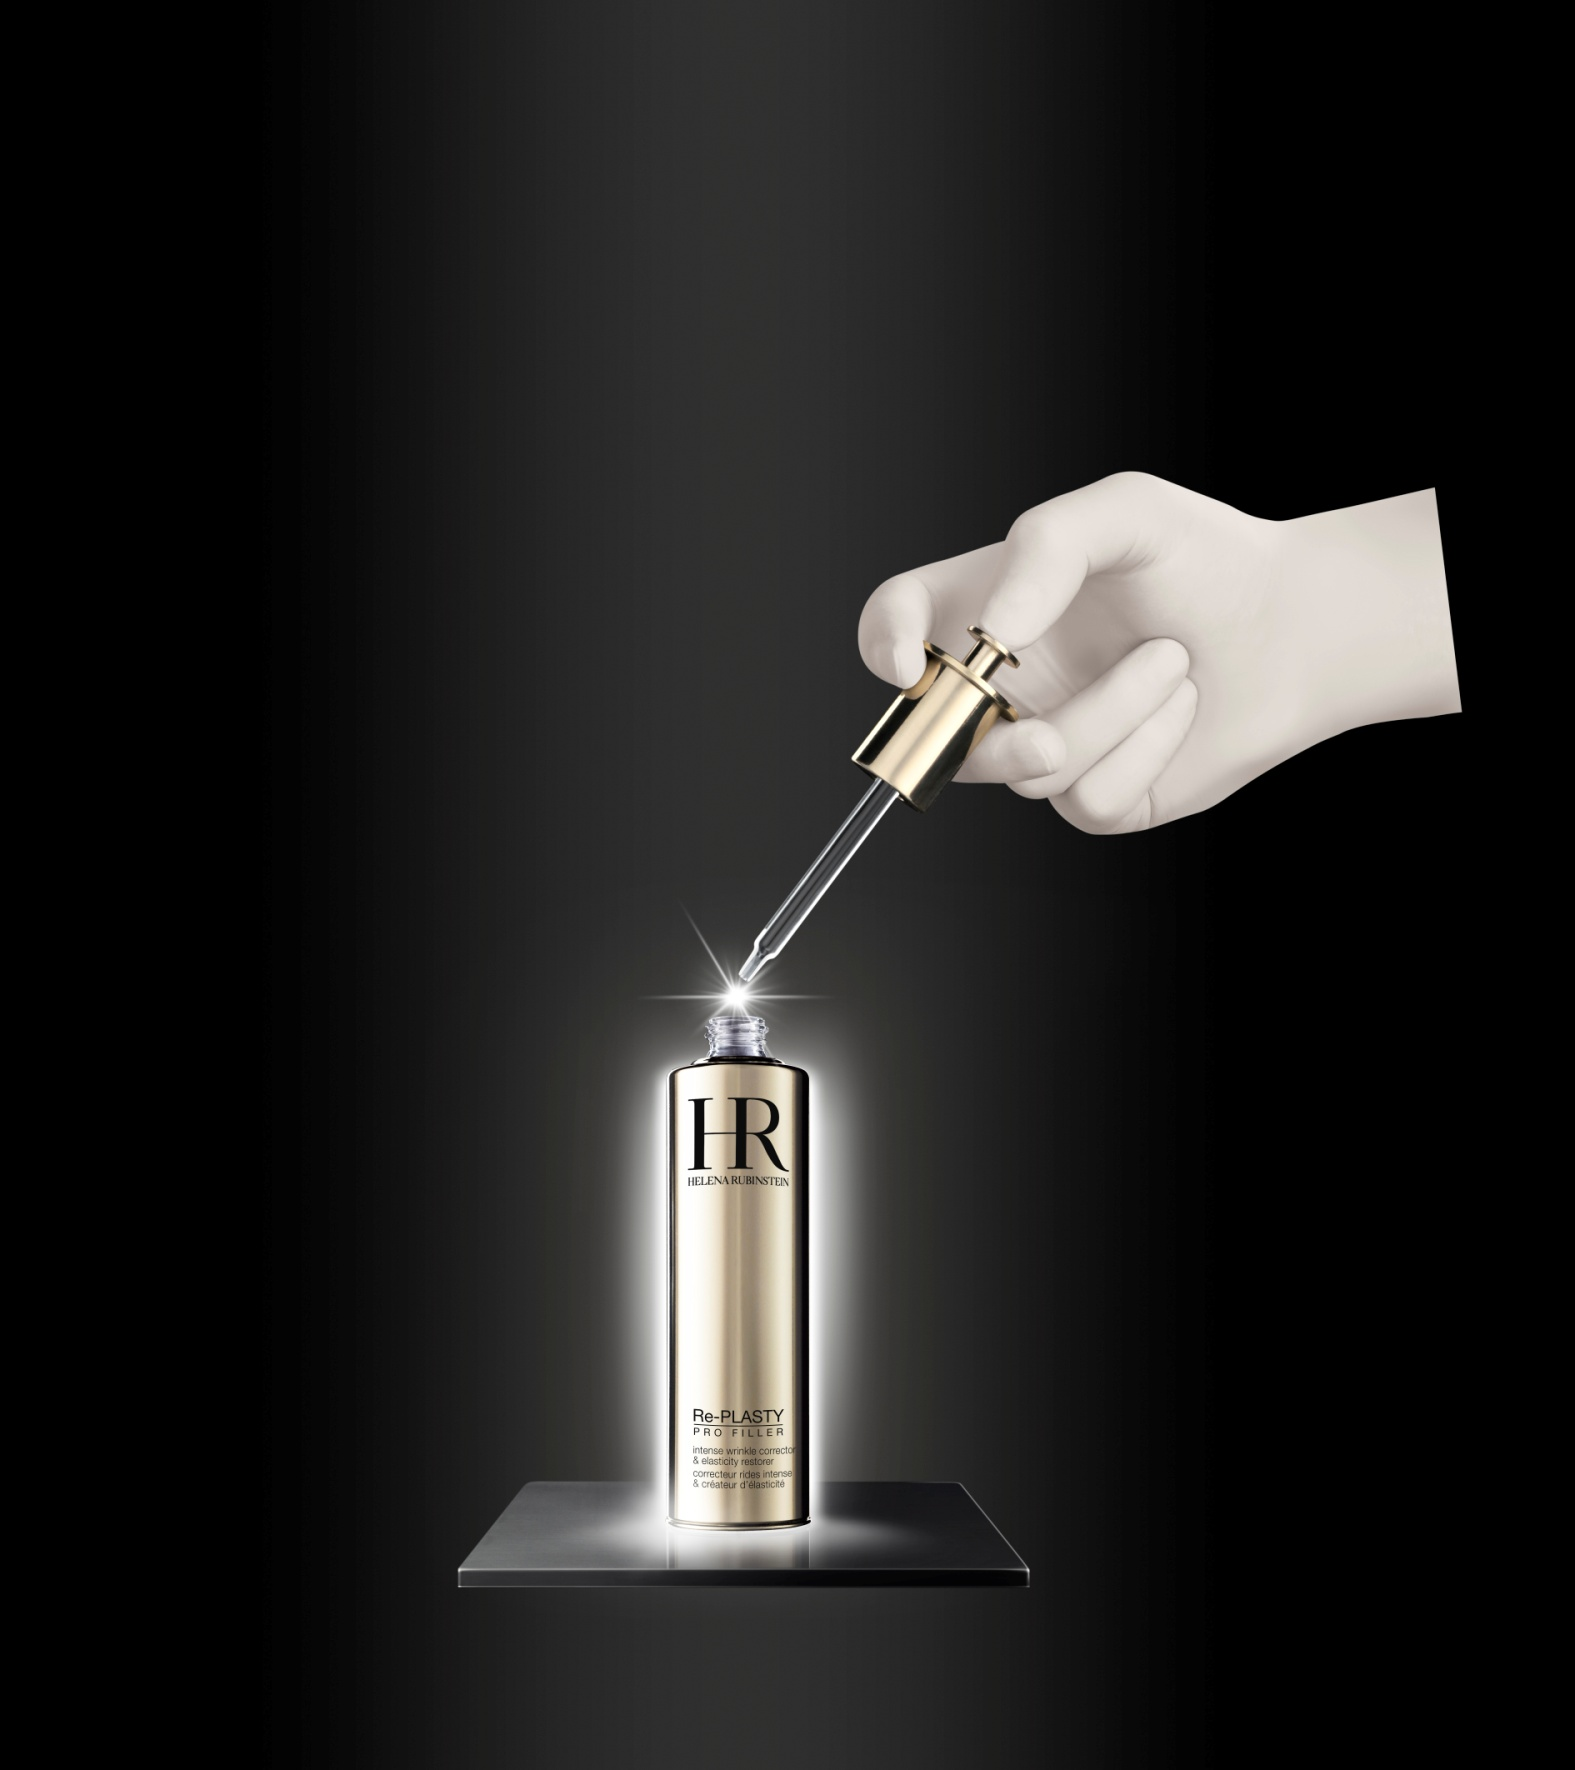 HR
HELENA RUBINSTEIN
Re-PLASTY
PRO FILLER
intense wrinkle corrector
& elasticity restorer
correcteur rides intense
& créateur d'élasticité